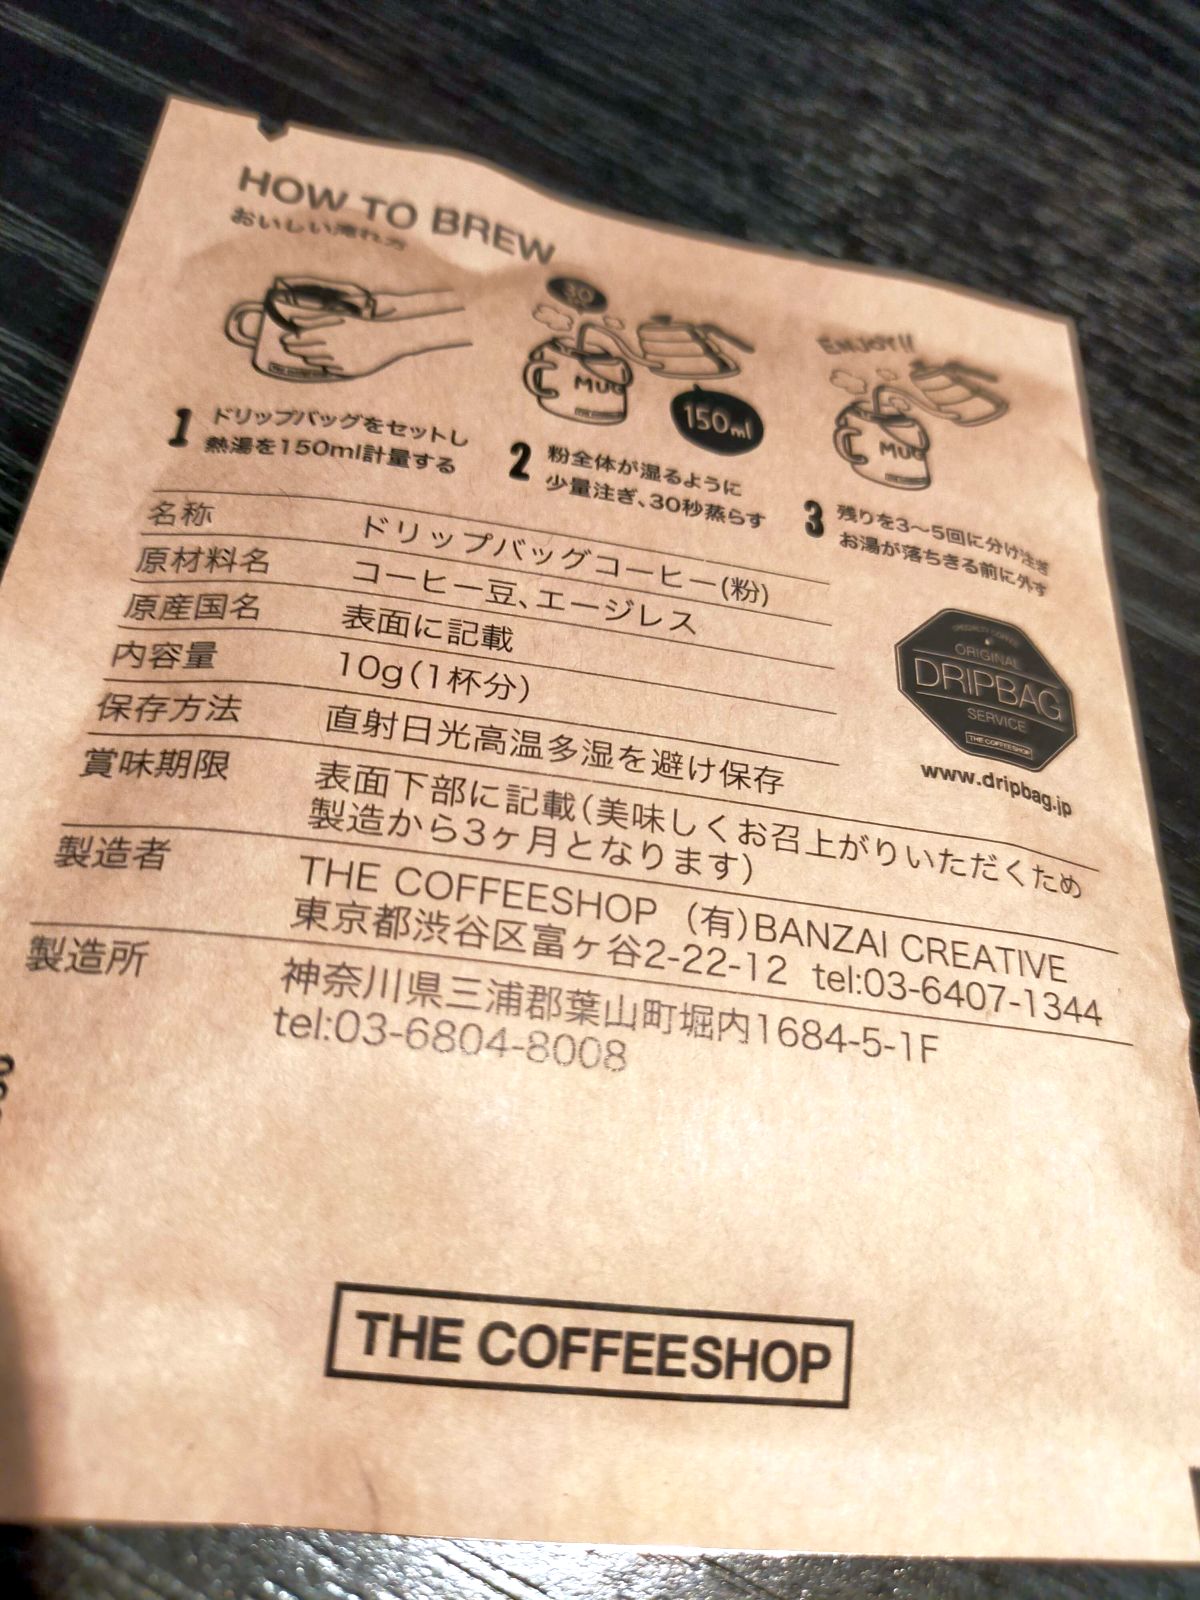 HOW TO BREW
おいしい淹れ方
30
MUG
150ml
ENJOY!!
MUG
1 ドリップバッグをセットし
熱湯を150ml計量する
2 粉全体が湿るように
少量注ぎ、30秒蒸らす
3 残りを3〜5回に分け注ぎ
お湯が落ちきる前に外す
名称 ドリップバッグコーヒー(粉)
原材料名 コーヒー豆、エージレス
原産国名 表面に記載
内容量 10g(1杯分)
保存方法 直射日光高温多湿を避け保存
賞味期限 表面下部に記載(美味しくお召上がりいただくため
製造から3ヶ月となります)
製造者 THE COFFEESHOP (有)BANZAI CREATIVE
東京都渋谷区富ヶ谷2-22-12 tel:03-6407-1344
製造所 神奈川県三浦郡葉山町堀内1684-5-1F
tel:03-6804-8008
SPECIALTY COFFEE
ORIGINAL
DRIPBAG
SERVICE
THE COFFEESHOP
www.dripbag.jp
THE COFFEESHOP